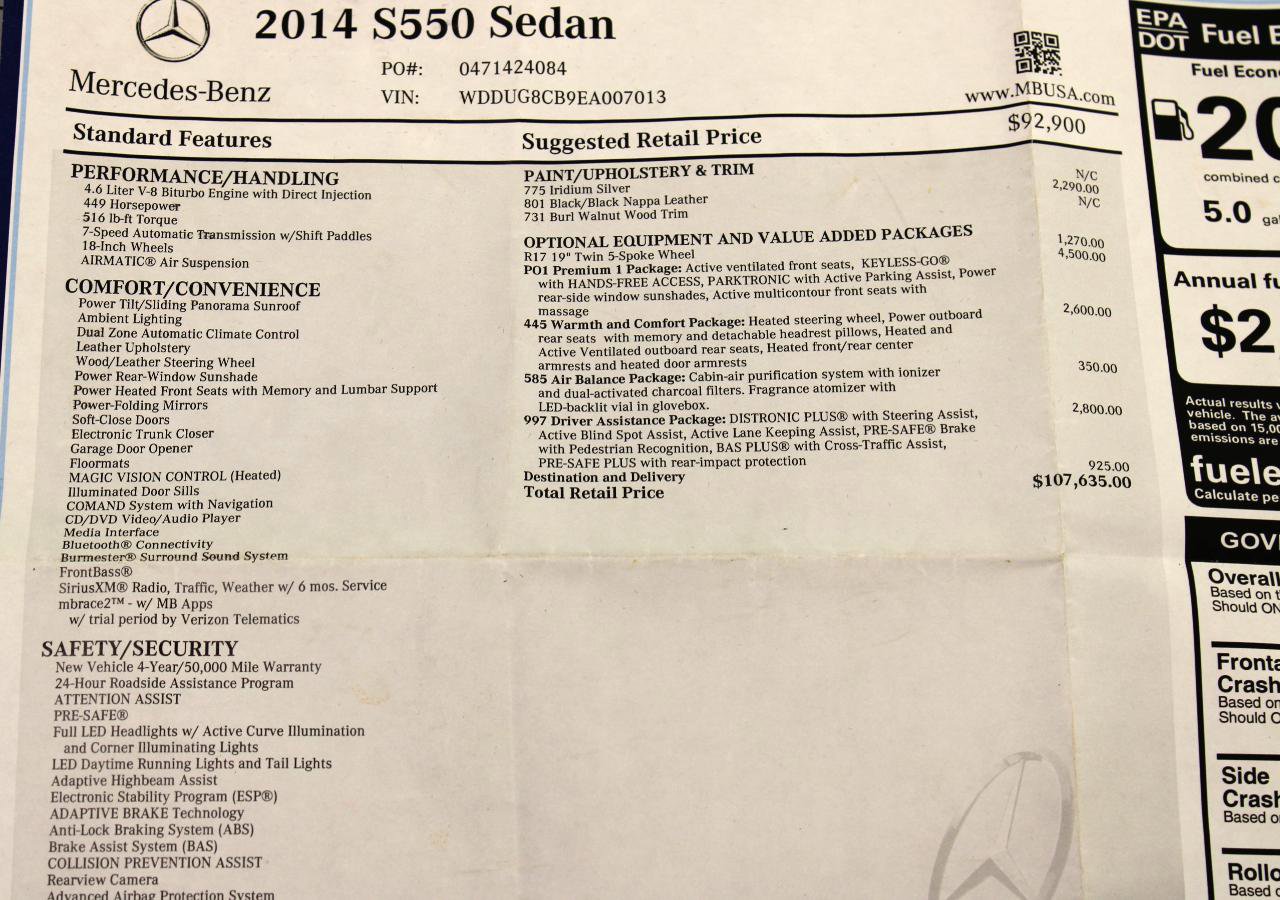 2014 S550 Sedan
Mercedes-Benz
PO#: 0471424084
VIN: WDDUG8CB9EA007013
www.MBUSA.com
Standard Features
PERFORMANCE/HANDLING
4.6 Liter V-8 Biturbo Engine with Direct Injection
449 Horsepower
516 lb-ft Torque
7-Speed Automatic Transmission w/Shift Paddles
18-Inch Wheels
AIRMATIC® Air Suspension
COMFORT/CONVENIENCE
Power Tilt/Sliding Panorama Sunroof
Ambient Lighting
Dual Zone Automatic Climate Control
Leather Upholstery
Wood/Leather Steering Wheel
Power Rear-Window Sunshade
Power Heated Front Seats with Memory and Lumbar Support
Power-Folding Mirrors
Soft-Close Doors
Electronic Trunk Closer
Garage Door Opener
Floormats
MAGIC VISION CONTROL (Heated)
Illuminated Door Sills
COMAND System with Navigation
CD/DVD Video/Audio Player
Media Interface
Bluetooth® Connectivity
Burmester® Surround Sound System
FrontBass®
SiriusXM® Radio, Traffic, Weather w/ 6 mos. Service
mbrace2™ - w/ MB Apps
w/ trial period by Verizon Telematics
SAFETY/SECURITY
New Vehicle 4-Year/50,000 Mile Warranty
24-Hour Roadside Assistance Program
ATTENTION ASSIST
PRE-SAFE®
Full LED Headlights w/ Active Curve Illumination
and Corner Illuminating Lights
LED Daytime Running Lights and Tail Lights
Adaptive Highbeam Assist
Electronic Stability Program (ESP®)
ADAPTIVE BRAKE Technology
Anti-Lock Braking System (ABS)
Brake Assist System (BAS)
COLLISION PREVENTION ASSIST
Rearview Camera
Advanced Airbag Protection System
Suggested Retail Price $92,900
PAINT/UPHOLSTERY & TRIM
775 Iridium Silver N/C
801 Black/Black Nappa Leather 2,290.00
731 Burl Walnut Wood Trim N/C
OPTIONAL EQUIPMENT AND VALUE ADDED PACKAGES
R17 19" Twin 5-Spoke Wheel 1,270.00
P01 Premium 1 Package: Active ventilated front seats, KEYLESS-GO® 4,500.00
with HANDS-FREE ACCESS, PARKTRONIC with Active Parking Assist, Power
rear-side window sunshades, Active multicontour front seats with
massage
445 Warmth and Comfort Package: Heated steering wheel, Power outboard 2,600.00
rear seats with memory and detachable headrest pillows, Heated and
Active Ventilated outboard rear seats, Heated front/rear center
armrests and heated door armrests
585 Air Balance Package: Cabin-air purification system with ionizer 350.00
and dual-activated charcoal filters. Fragrance atomizer with
LED-backlit vial in glovebox.
997 Driver Assistance Package: DISTRONIC PLUS® with Steering Assist, 2,800.00
Active Blind Spot Assist, Active Lane Keeping Assist, PRE-SAFE® Brake
with Pedestrian Recognition, BAS PLUS® with Cross-Traffic Assist,
PRE-SAFE PLUS with rear-impact protection
Destination and Delivery 925.00
Total Retail Price $107,635.00
EPA
DOT
Fuel E
Fuel Econ
20
combined c
5.0 gal
Annual fu
$2
Actual results v
vehicle. The av
based on 15,00
emissions are
fuele
Calculate pe
GOV
Overall
Based on t
Should ON
Fronta
Crash
Based on
Should O
Side
Crash
Based o
Rollo
Based o